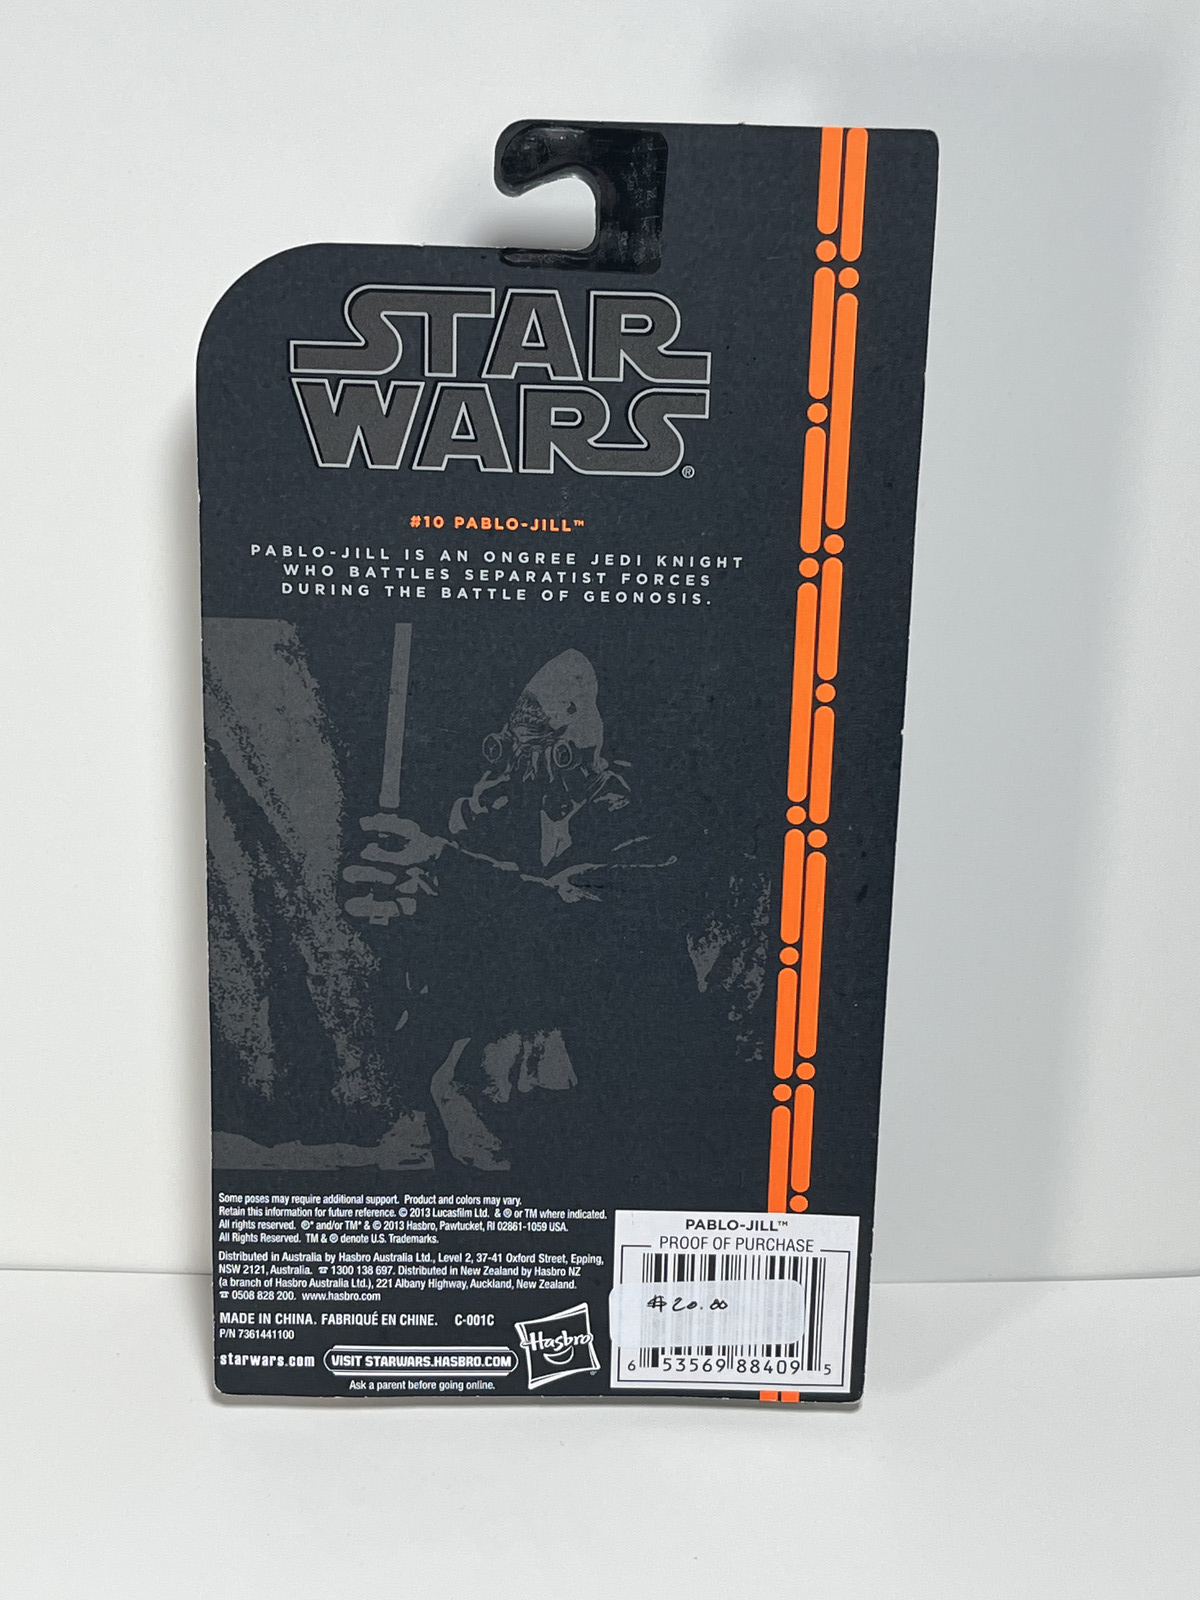 STAR
WARS®
#10 PABLO-JILL™
PABLO-JILL IS AN ONGREE JEDI KNIGHT
WHO BATTLES SEPARATIST FORCES
DURING THE BATTLE OF GEONOSIS.
Some poses may require additional support. Product and colors may vary.
Retain this information for future reference. © 2013 Lucasfilm Ltd. & ® or TM where indicated.
All rights reserved. ®* and/or TM* & © 2013 Hasbro, Pawtucket, RI 02861-1059 USA.
All Rights Reserved. TM & ® denote U.S. Trademarks.
Distributed in Australia by Hasbro Australia Ltd., Level 2, 37-41 Oxford Street, Epping,
NSW 2121, Australia. ☎ 1300 138 697. Distributed in New Zealand by Hasbro NZ
(a branch of Hasbro Australia Ltd.), 221 Albany Highway, Auckland, New Zealand.
☎ 0508 828 200. www.hasbro.com
MADE IN CHINA. FABRIQUÉ EN CHINE. C-001C
P/N 7361441100
starwars.com VISIT STARWARS.HASBRO.COM
Ask a parent before going online.
Hasbro®
PABLO-JILL™
PROOF OF PURCHASE
$20.00
6 53569 88409 5